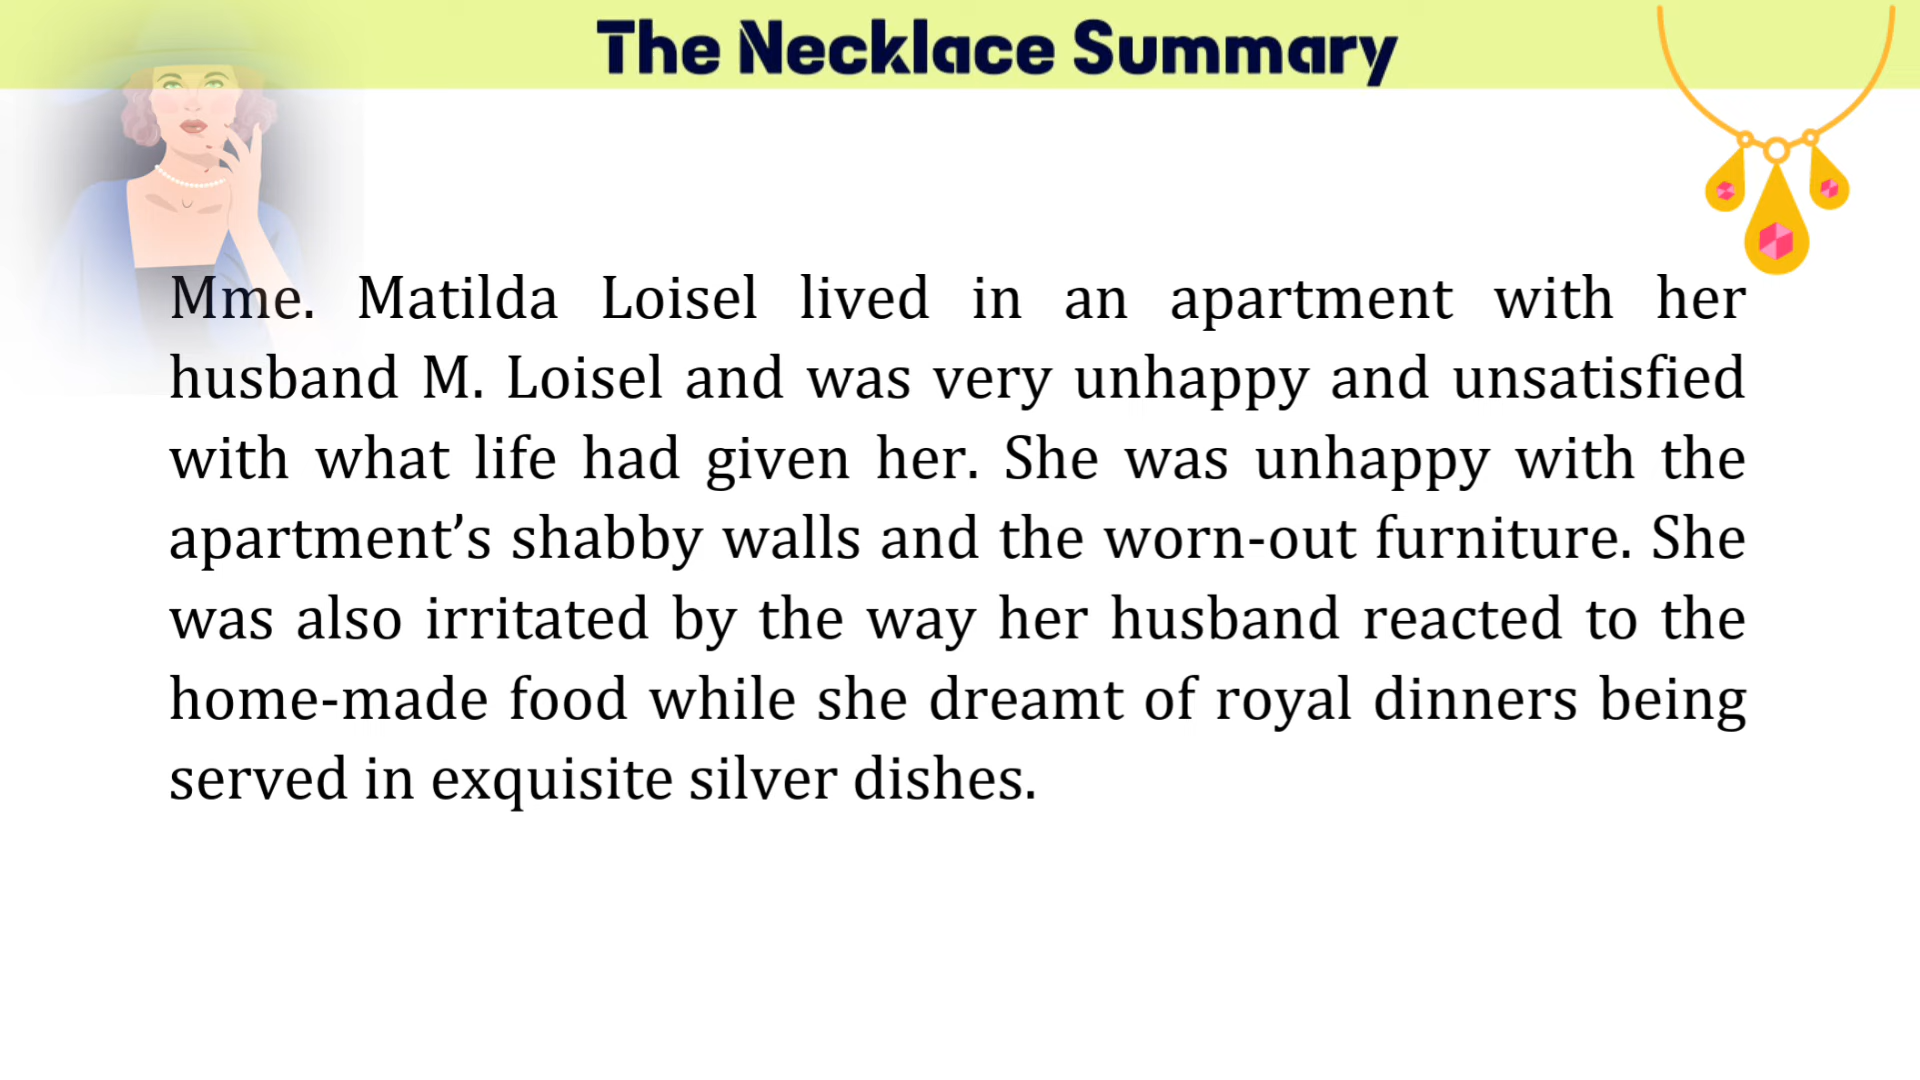 The Necklace Summary
Mme. Matilda Loisel lived in an apartment with her
husband M. Loisel and was very unhappy and unsatisfied
with what life had given her. She was unhappy with the
apartment’s shabby walls and the worn-out furniture. She
was also irritated by the way her husband reacted to the
home-made food while she dreamt of royal dinners being
served in exquisite silver dishes.